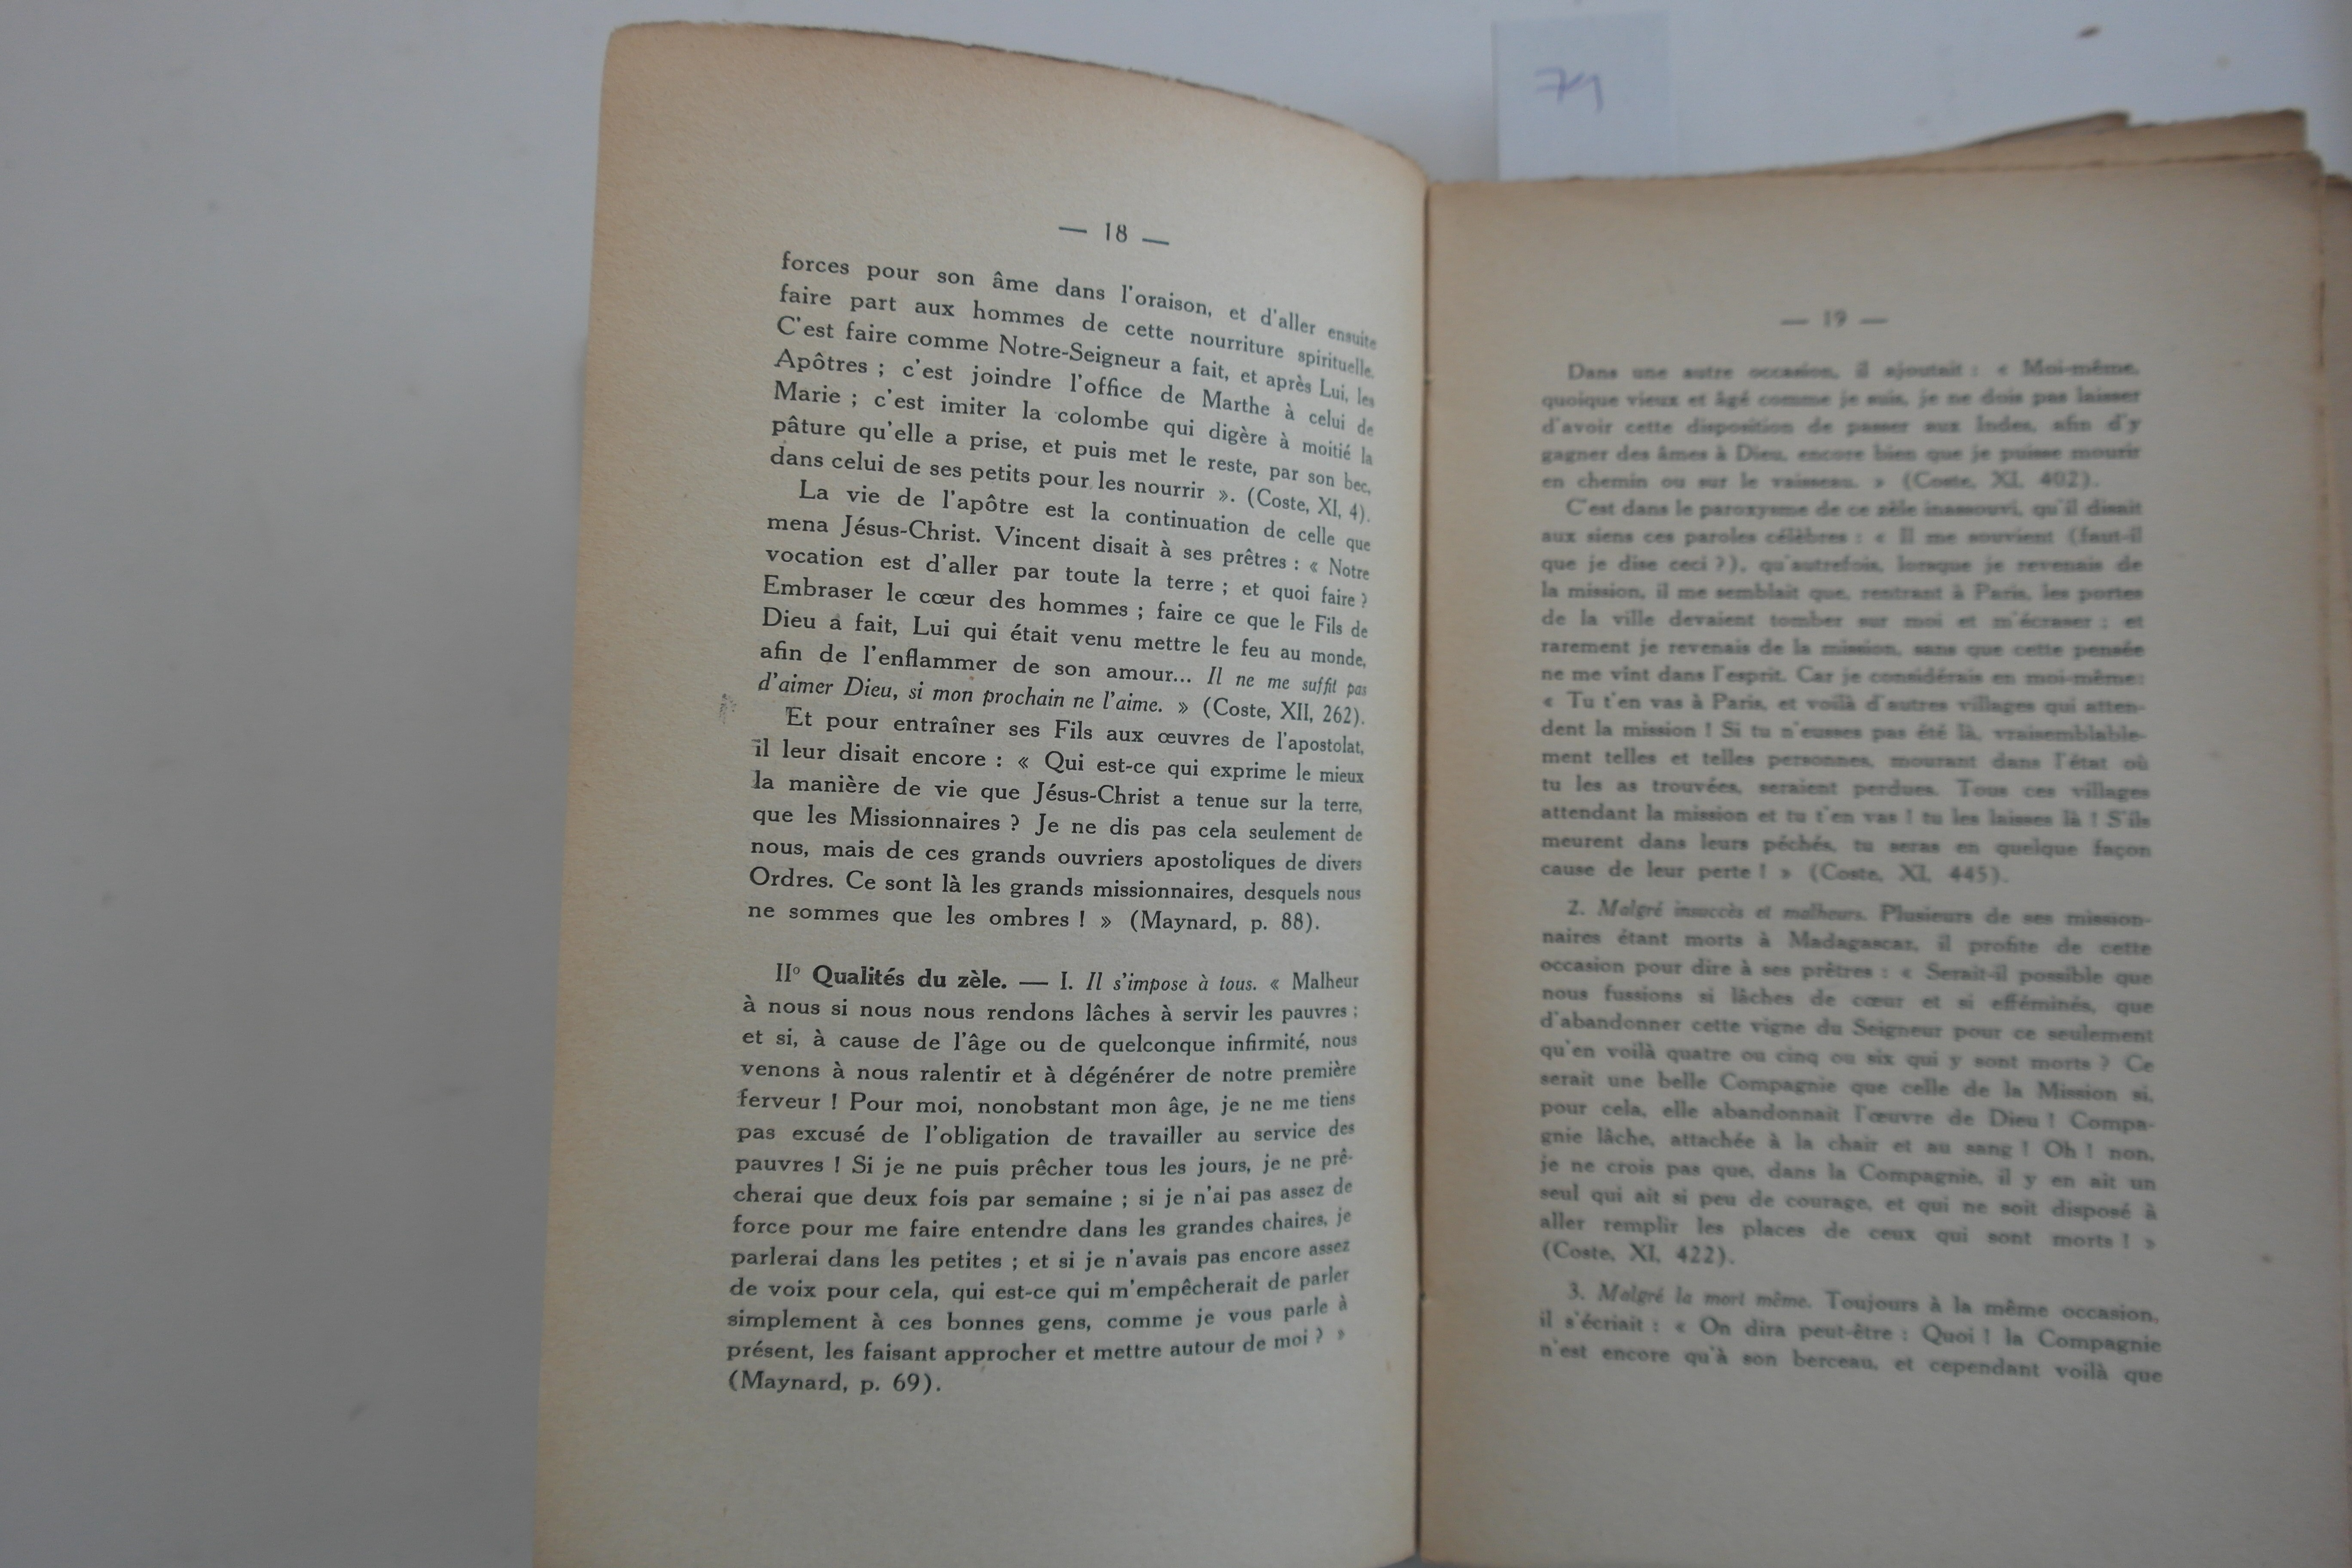 — 18 —
forces pour son âme dans l'oraison, et d'aller ensuite
faire part aux hommes de cette nourriture spirituelle.
C'est faire comme Notre-Seigneur a fait, et après Lui, les
Apôtres ; c'est joindre l'office de Marthe à celui de
Marie ; c'est imiter la colombe qui digère à moitié la
pâture qu'elle a prise, et puis met le reste, par son bec,
dans celui de ses petits pour les nourrir ». (Coste, XI, 4).
La vie de l'apôtre est la continuation de celle que
mena Jésus-Christ. Vincent disait à ses prêtres : « Notre
vocation est d'aller par toute la terre ; et quoi faire ?
Embraser le cœur des hommes ; faire ce que le Fils de
Dieu a fait, Lui qui était venu mettre le feu au monde,
afin de l'enflammer de son amour... Il ne me suffit pas
d'aimer Dieu, si mon prochain ne l'aime. » (Coste, XII, 262).
Et pour entraîner ses Fils aux œuvres de l'apostolat,
il leur disait encore : « Qui est-ce qui exprime le mieux
la manière de vie que Jésus-Christ a tenue sur la terre,
que les Missionnaires ? Je ne dis pas cela seulement de
nous, mais de ces grands ouvriers apostoliques de divers
Ordres. Ce sont là les grands missionnaires, desquels nous
ne sommes que les ombres ! » (Maynard, p. 88).
IIº Qualités du zèle. — I. Il s'impose à tous. « Malheur
à nous si nous nous rendons lâches à servir les pauvres ;
et si, à cause de l'âge ou de quelconque infirmité, nous
venons à nous ralentir et à dégénérer de notre première
ferveur ! Pour moi, nonobstant mon âge, je ne me tiens
pas excusé de l'obligation de travailler au service des
pauvres ! Si je ne puis prêcher tous les jours, je ne prê-
cherai que deux fois par semaine ; si je n'ai pas assez de
force pour me faire entendre dans les grandes chaires, je
parlerai dans les petites ; et si je n'avais pas encore assez
de voix pour cela, qui est-ce qui m'empêcherait de parler
simplement à ces bonnes gens, comme je vous parle à
présent, les faisant approcher et mettre autour de moi ? »
(Maynard, p. 69).
— 19 —
Dans une autre occasion, il ajoutait : « Moi-même,
quoique vieux et âgé comme je suis, je ne dois pas laisser
d'avoir cette disposition de passer aux Indes, afin d'y
gagner des âmes à Dieu, encore bien que je puisse mourir
en chemin ou sur le vaisseau. » (Coste, XI, 402).
C'est dans le paroxysme de ce zèle inassouvi, qu'il disait
aux siens ces paroles célèbres : « Il me souvient (faut-il
que je dise ceci ?), qu'autrefois, lorsque je revenais de
la mission, il me semblait que, rentrant à Paris, les portes
de la ville devaient tomber sur moi et m'écraser ; et
rarement je revenais de la mission, sans que cette pensée
ne me vînt dans l'esprit. Car je considérais en moi-même:
« Tu t'en vas à Paris, et voilà d'autres villages qui atten-
dent la mission ! Si tu n'eusses pas été là, vraisemblable-
ment telles et telles personnes, mourant dans l'état où
tu les as trouvées, seraient perdues. Tous ces villages
attendant la mission et tu t'en vas ! tu les laisses là ! S'ils
meurent dans leurs péchés, tu seras en quelque façon
cause de leur perte ! » (Coste, XI, 445).
2. Malgré insuccès et malheurs. Plusieurs de ses mission-
naires étant morts à Madagascar, il profite de cette
occasion pour dire à ses prêtres : « Serait-il possible que
nous fussions si lâches de cœur et si efféminés, que
d'abandonner cette vigne du Seigneur pour ce seulement
qu'en voilà quatre ou cinq ou six qui y sont morts ? Ce
serait une belle Compagnie que celle de la Mission si,
pour cela, elle abandonnait l'œuvre de Dieu ! Compa-
gnie lâche, attachée à la chair et au sang ! Oh ! non,
je ne crois pas que, dans la Compagnie, il y en ait un
seul qui ait si peu de courage, et qui ne soit disposé à
aller remplir les places de ceux qui sont morts ! »
(Coste, XI, 422).
3. Malgré la mort même. Toujours à la même occasion,
il s'écriait : « On dira peut-être : Quoi ! la Compagnie
n'est encore qu'à son berceau, et cependant voilà que